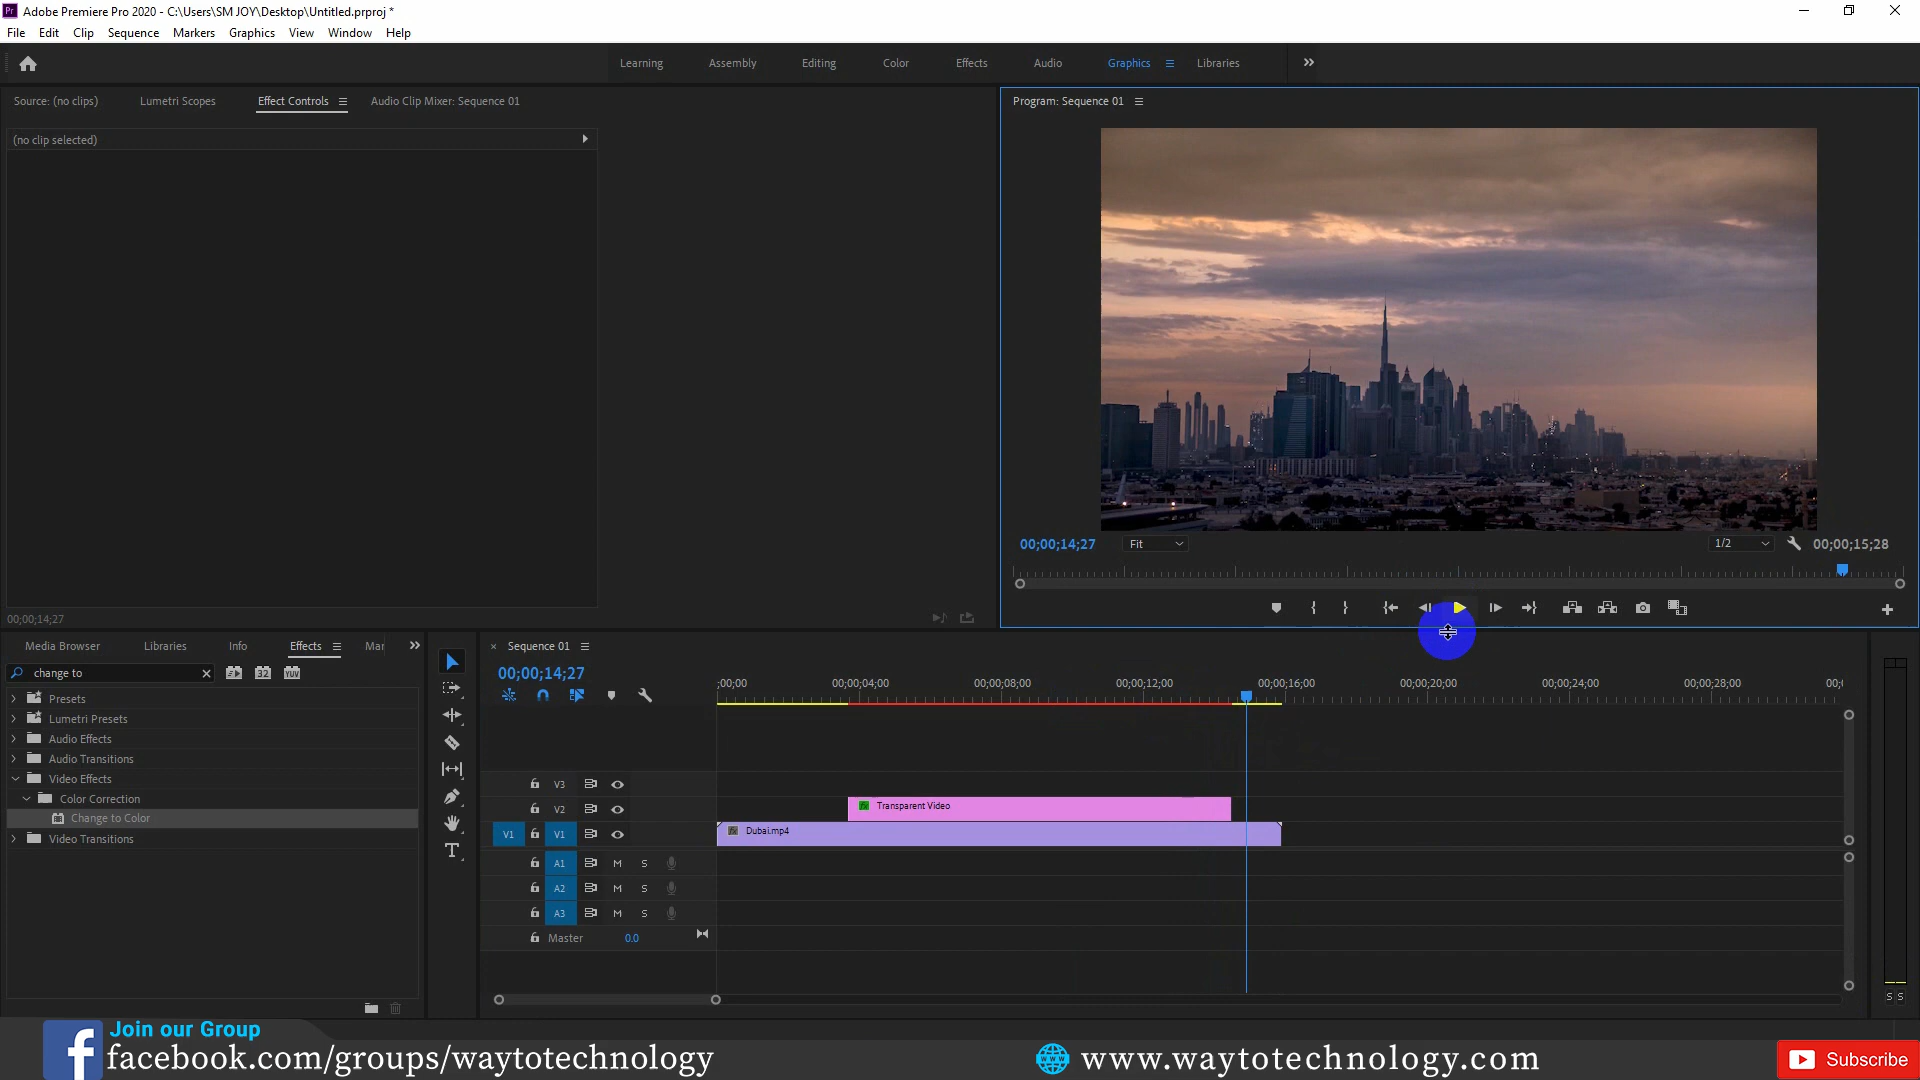 Adobe Premiere Pro 2020 - C:\Users\SM JOY\Desktop\Untitled.prproj *
File Edit Clip Sequence Markers Graphics View Window Help
Learning Assembly Editing Color Effects Audio Graphics Libraries
Source: (no clips) Lumetri Scopes Effect Controls Audio Clip Mixer: Sequence 01
Program: Sequence 01
(no clip selected)
00;00;14;27 Fit 1/2 00;00;15;28
00;00;14;27
Media Browser Libraries Info Effects Mar
Sequence 01
change to
32
YUV
00;00;14;27
;00;00 00;00;04;00 00;00;08;00 00;00;12;00 00;00;16;00 00;00;20;00 00;00;24;00 00;00;28;00 00;
Presets
Lumetri Presets
Audio Effects
Audio Transitions
Video Effects
Color Correction
Change to Color
Video Transitions
V3
V2 Transparent Video
V1 V1 Dubai.mp4
A1 M S
A2 M S
A3 M S
Master 0.0
S S
Join our Group
facebook.com/groups/waytotechnology
www.waytotechnology.com
Subscribe